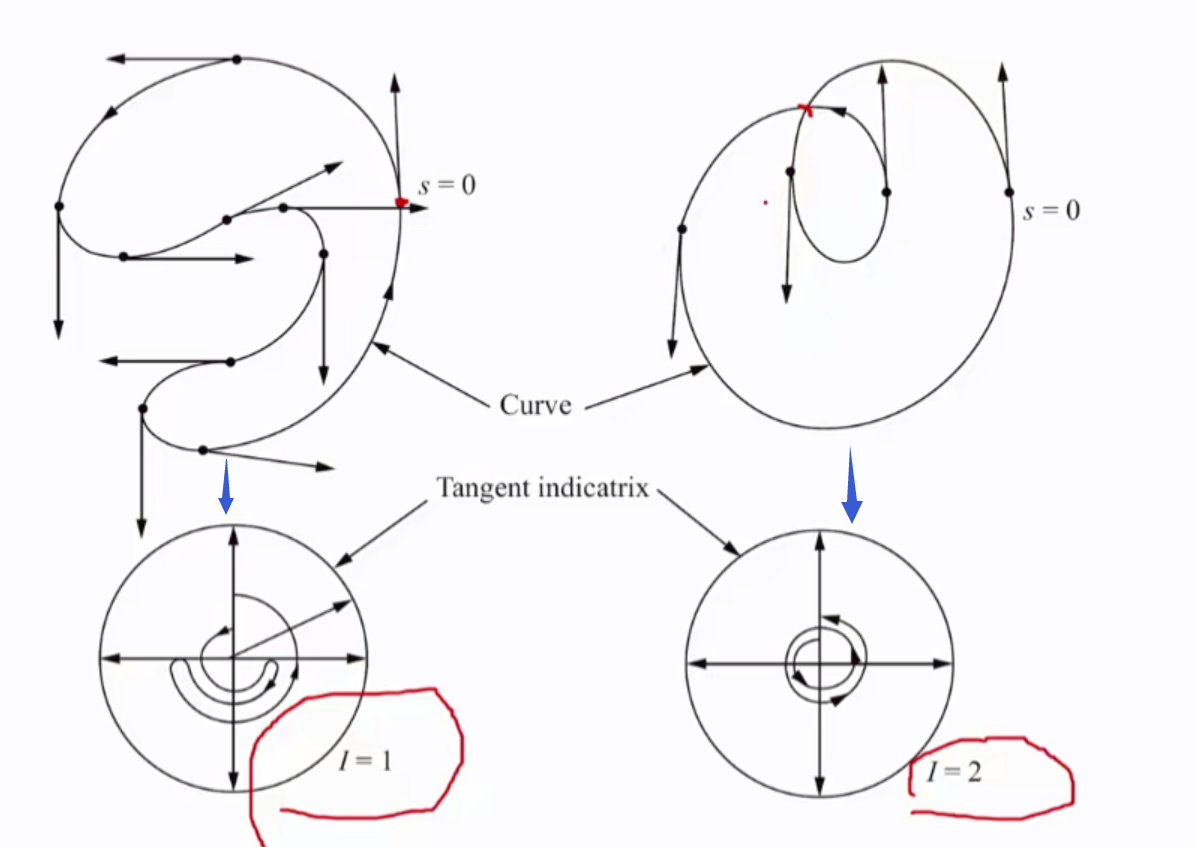 s = 0
s = 0
Curve
Tangent indicatrix
I = 1
I = 2